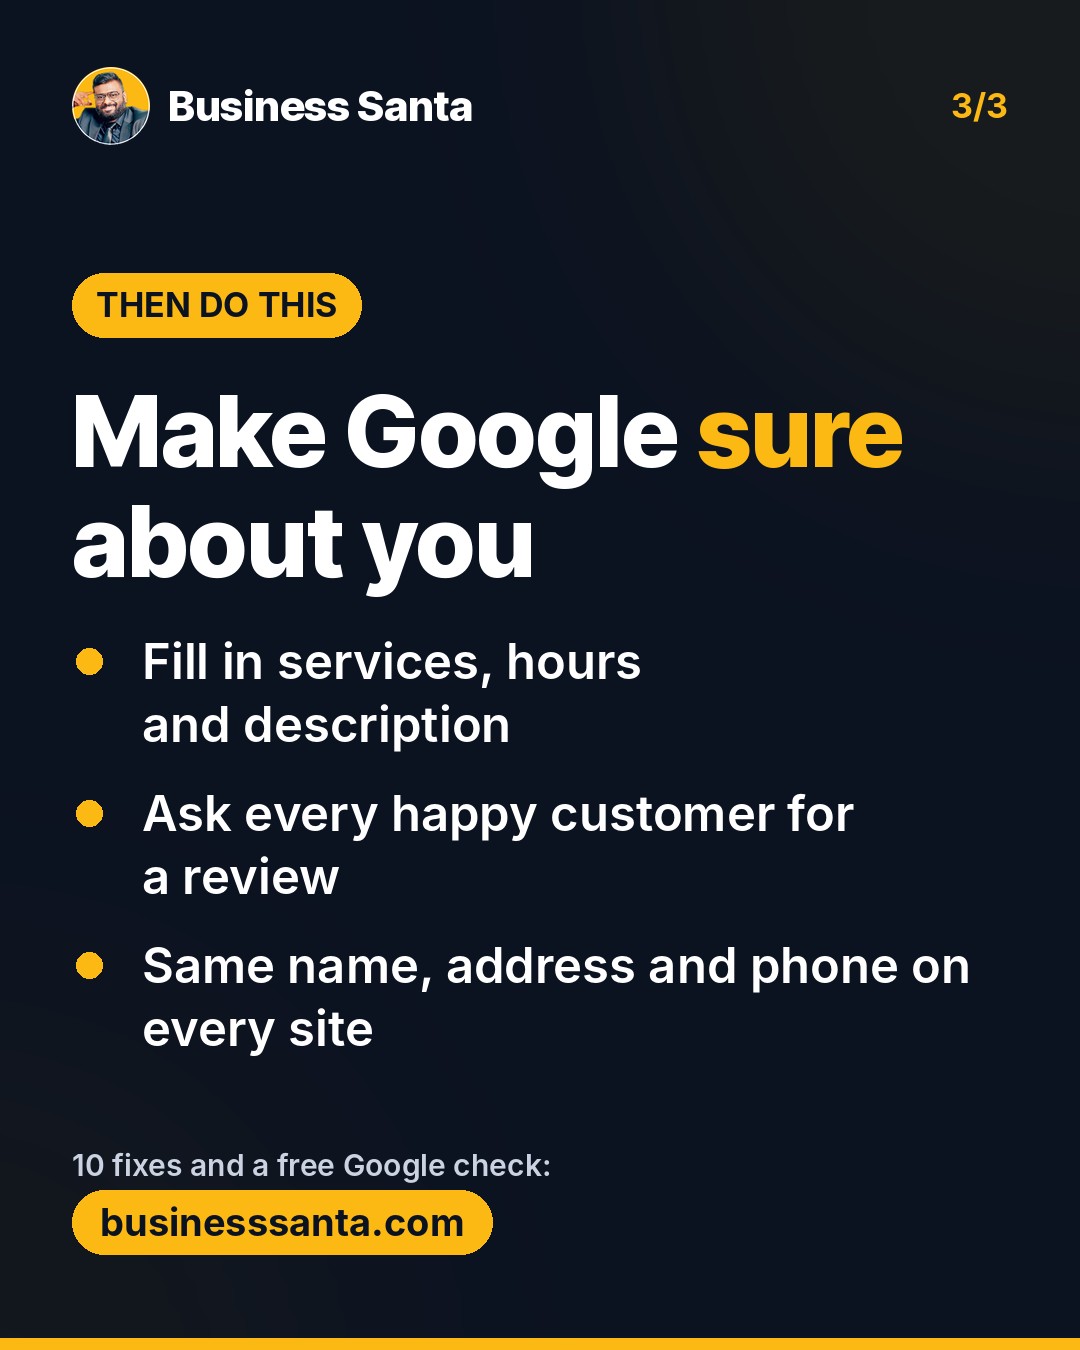 Business Santa
3/3
THEN DO THIS
Make Google sure
about you
Fill in services, hours
and description
Ask every happy customer for
a review
Same name, address and phone on
every site
10 fixes and a free Google check:
businesssanta.com